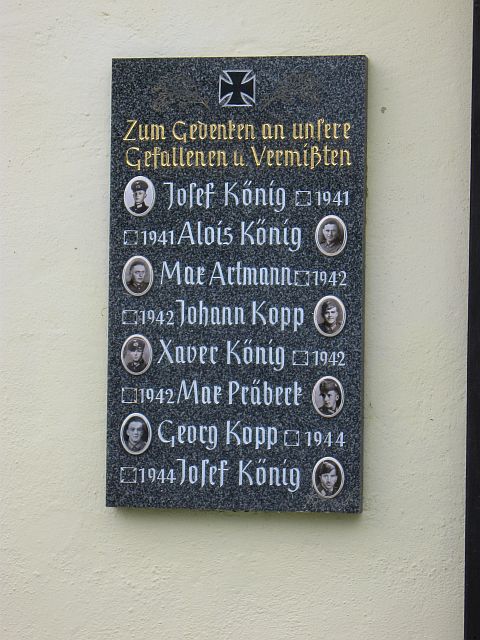 Zum Gedenken an unsere
Gefallenen u. Vermißten
Josef König 1941
1941 Alois König
Max Artmann 1942
1942 Johann Kopp
Xaver König 1942
1942 Max Präbeck
Georg Kopp 1944
1944 Josef König